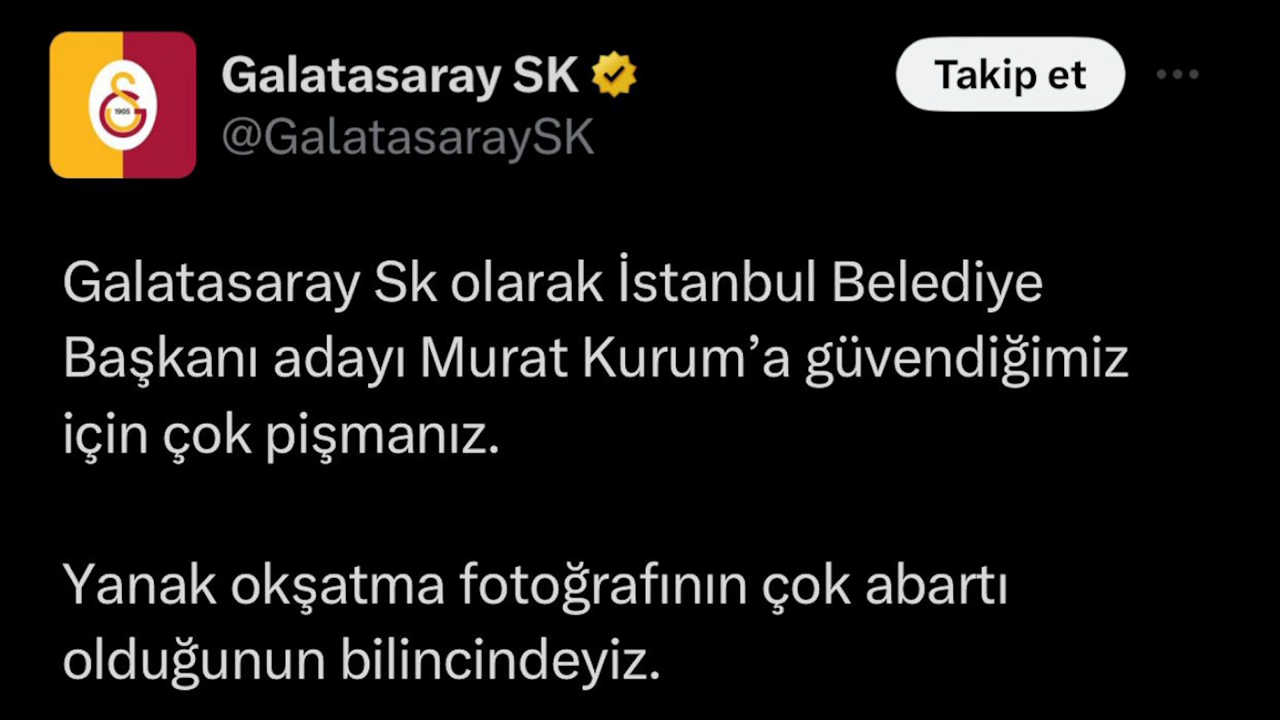 Galatasaray SK
Takip et
@GalatasaraySK
1905
Galatasaray Sk olarak İstanbul Belediye
Başkanı adayı Murat Kurum’a güvendiğimiz
için çok pişmanız.
Yanak okşatma fotoğrafının çok abartı
olduğunun bilincindeyiz.